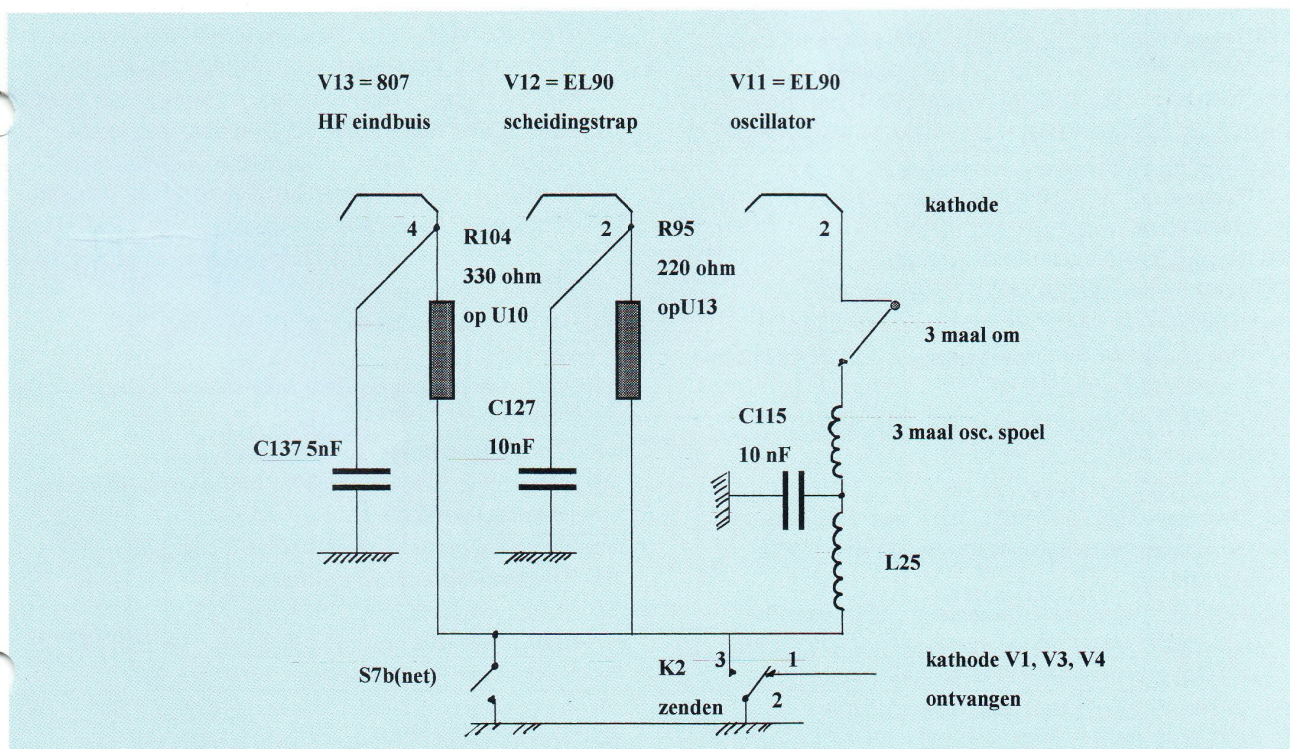 V13 = 807
HF eindbuis
V12 = EL90
scheidingstrap
V11 = EL90
oscillator
kathode
4
R104
330 ohm
op U10
2
R95
220 ohm
opU13
2
3 maal om
C137 5nF
C127
10nF
C115
10 nF
3 maal osc. spoel
L25
S7b(net)
K2
zenden
3
1
2
kathode V1, V3, V4
ontvangen